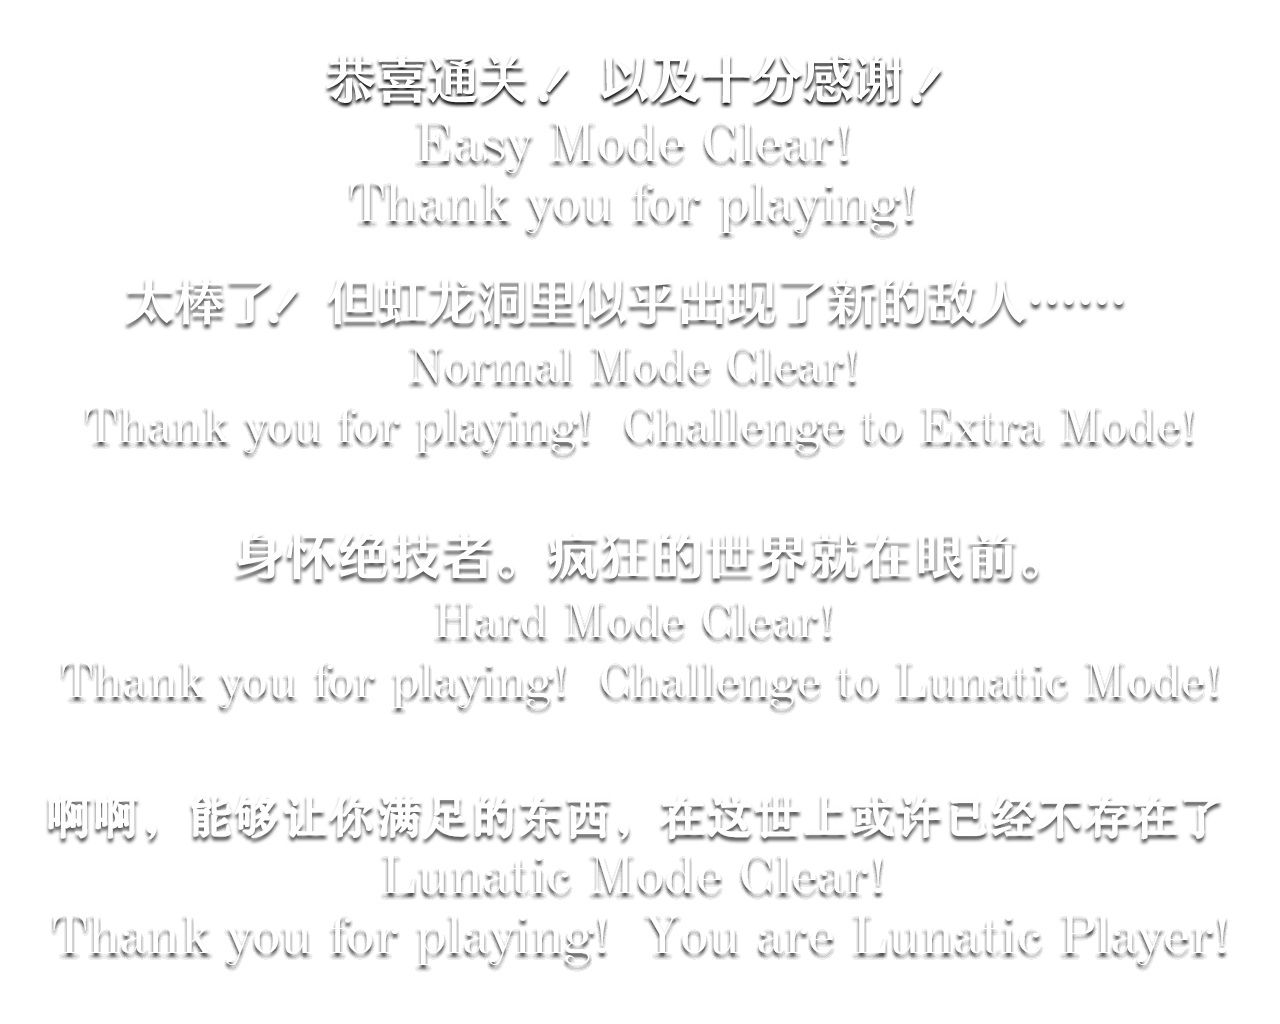 恭喜通关！ 以及十分感谢！
Easy Mode Clear!
Thank you for playing!
太棒了！ 但虹龙洞里似乎出现了新的敌人……
Normal Mode Clear!
Thank you for playing! Challenge to Extra Mode!
身怀绝技者。疯狂的世界就在眼前。
Hard Mode Clear!
Thank you for playing! Challenge to Lunatic Mode!
啊啊，能够让你满足的东西，在这世上或许已经不存在了
Lunatic Mode Clear!
Thank you for playing! You are Lunatic Player!